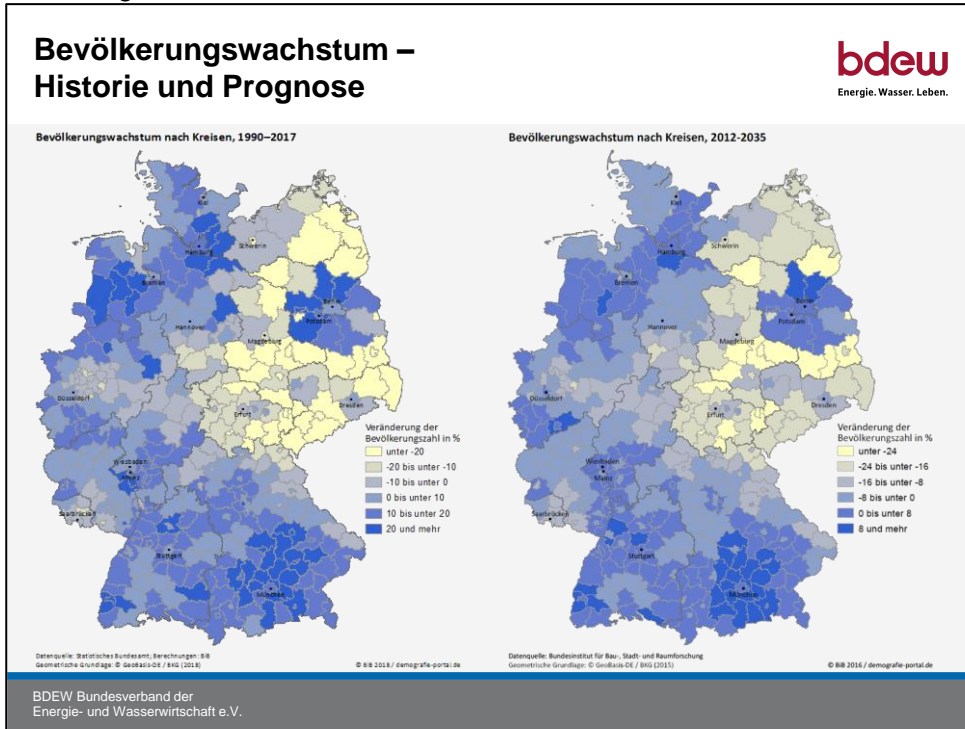 Bevölkerungswachstum –
Historie und Prognose
bdew
Energie. Wasser. Leben.
Bevölkerungswachstum nach Kreisen, 1990–2017
Kiel
Schwerin
Hamburg
Bremen
Berlin
Potsdam
Hannover
Magdeburg
Düsseldorf
Erfurt
Dresden
Wiesbaden
Mainz
Saarbrücken
Stuttgart
München
Veränderung der
Bevölkerungszahl in %
unter -20
-20 bis unter -10
-10 bis unter 0
0 bis unter 10
10 bis unter 20
20 und mehr
Datenquelle: Statistisches Bundesamt; Berechnungen: BiB
Geometrische Grundlage: © GeoBasis-DE / BKG (2018)
© BiB 2018 / demografie-portal.de
Bevölkerungswachstum nach Kreisen, 2012-2035
Kiel
Schwerin
Hamburg
Bremen
Berlin
Potsdam
Hannover
Magdeburg
Düsseldorf
Erfurt
Dresden
Wiesbaden
Mainz
Saarbrücken
Stuttgart
München
Veränderung der
Bevölkerungszahl in %
unter -24
-24 bis unter -16
-16 bis unter -8
-8 bis unter 0
0 bis unter 8
8 und mehr
Datenquelle: Bundesinstitut für Bau-, Stadt- und Raumforschung
Geometrische Grundlage: © GeoBasis-DE / BKG (2015)
© BiB 2016 / demografie-portal.de
BDEW Bundesverband der
Energie- und Wasserwirtschaft e.V.